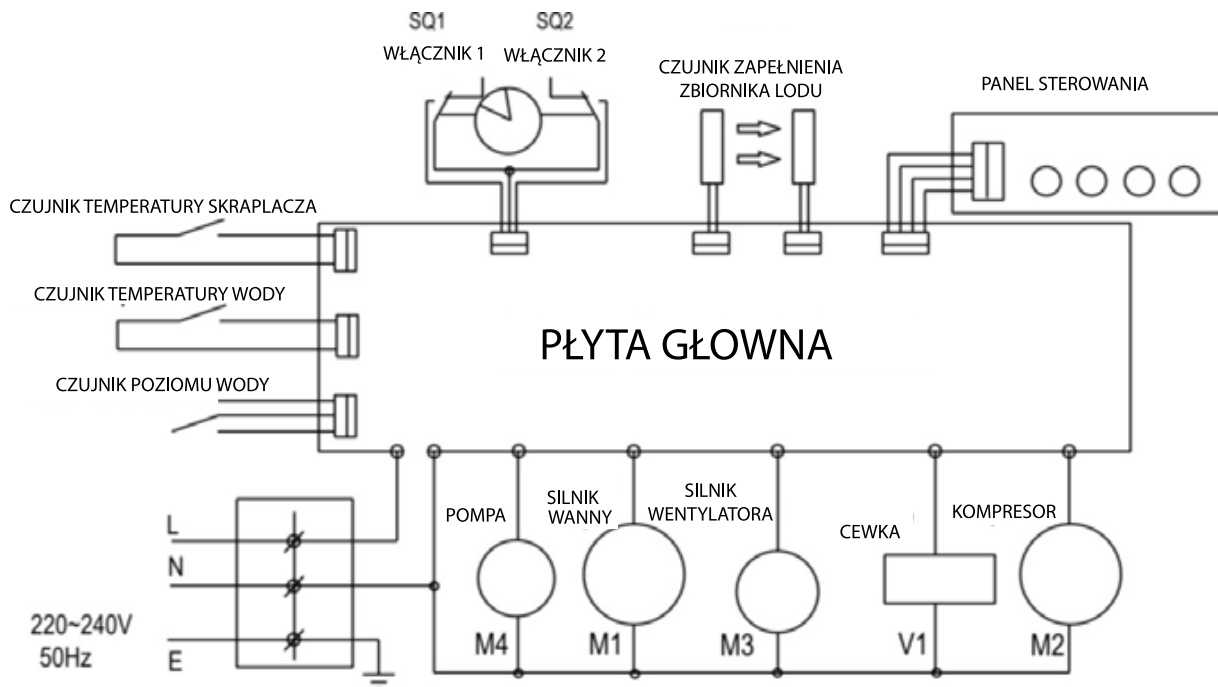 SQ1
SQ2
WŁĄCZNIK 1
WŁĄCZNIK 2
CZUJNIK ZAPEŁNIENIA
ZBIORNIKA LODU
PANEL STEROWANIA
CZUJNIK TEMPERATURY SKRAPLACZA
CZUJNIK TEMPERATURY WODY
CZUJNIK POZIOMU WODY
PŁYTA GŁOWNA
L
N
E
220~240V
50Hz
POMPA
SILNIK
WANNY
SILNIK
WENTYLATORA
CEWKA
KOMPRESOR
M4
M1
M3
V1
M2